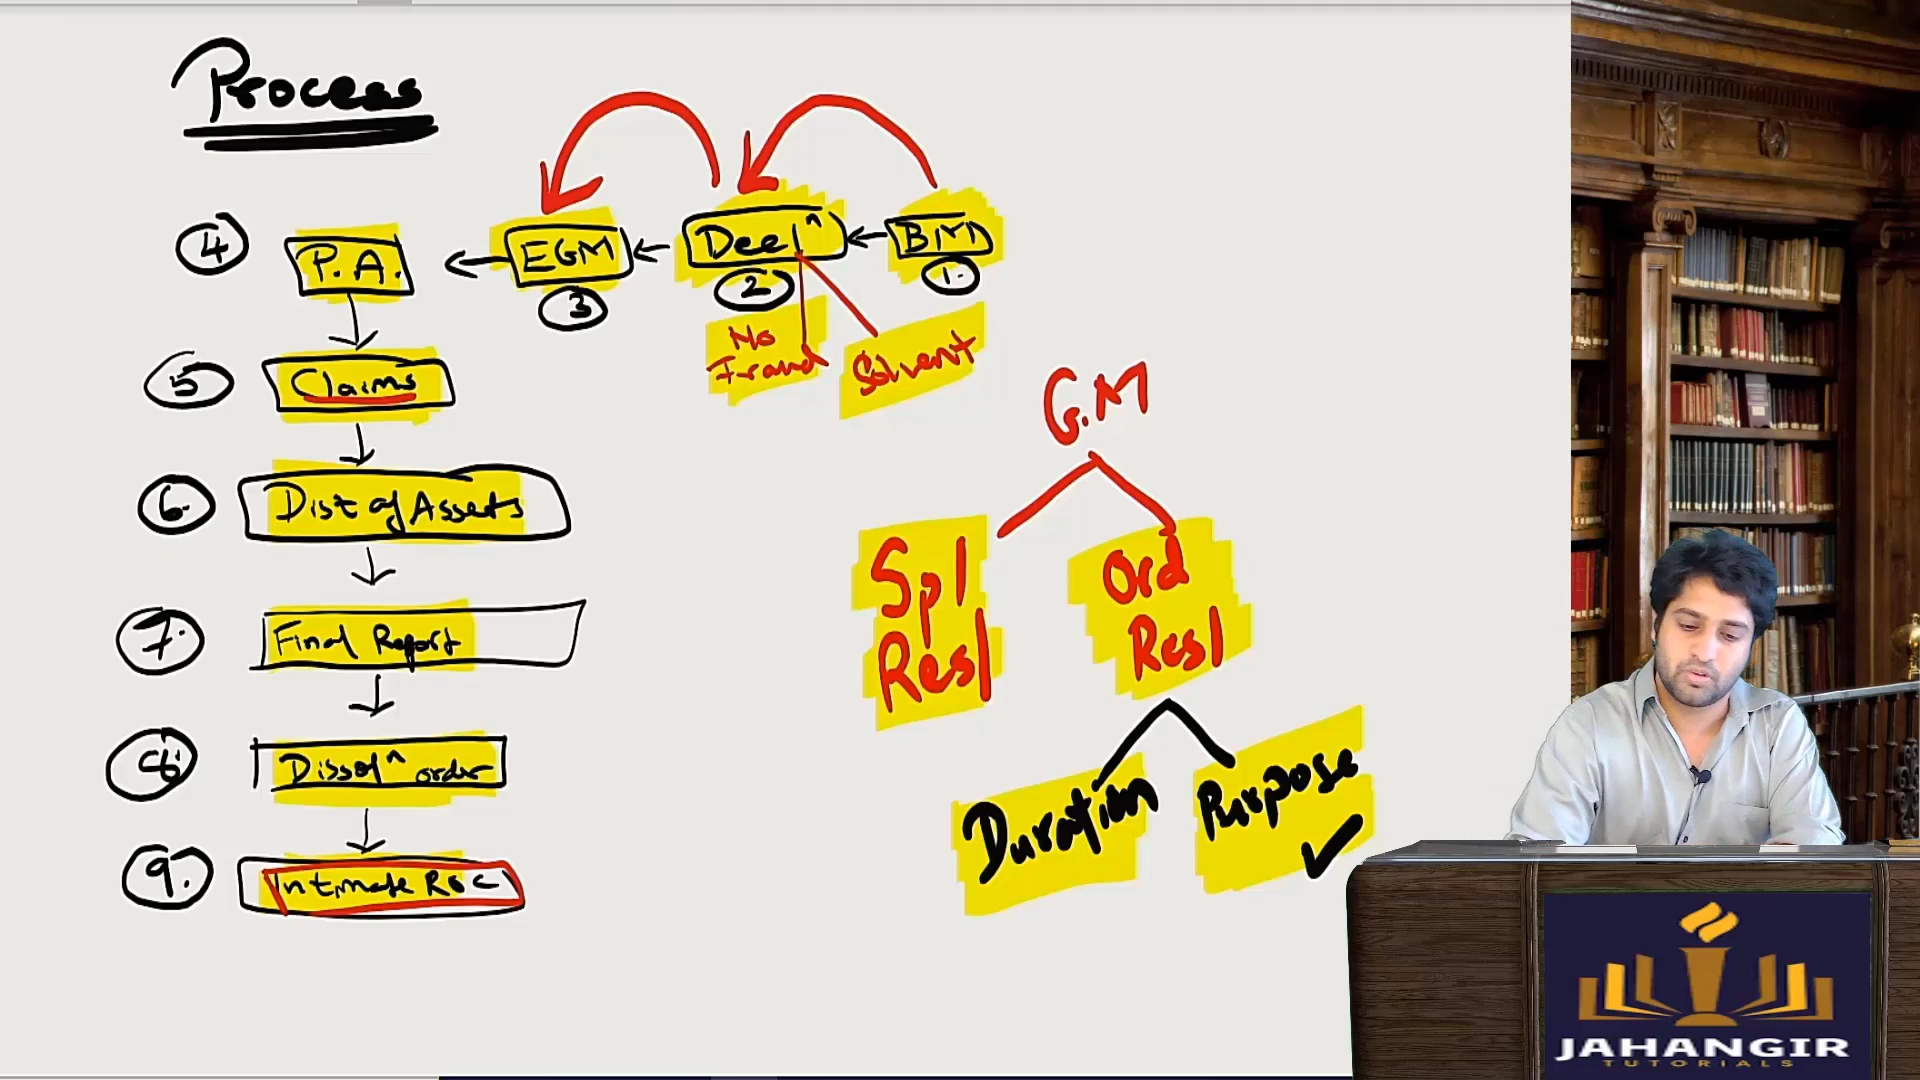 Process
4 P.A. EGM Decl^n BM
3 2 1.
No
Fraud
Solvent
5 Claims
G.M
6. Dist of Assets
Spl
Resl
Ord
Resl
7. Final Report
8. Dissol^n order
Duration
Purpose
9. Intimate ROC
JAHANGIR
TUTORIALS